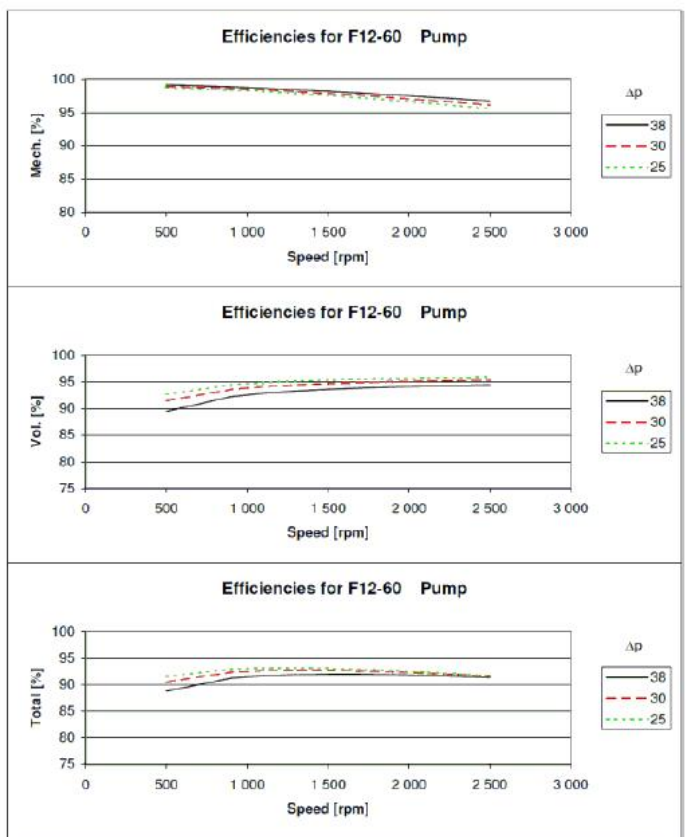 Efficiencies for F12-60 Pump
Mech. [%]
100
95
90
85
80
0 500 1 000 1 500 2 000 2 500 3 000
Speed [rpm]
Δp
38
30
25
Efficiencies for F12-60 Pump
Vol. [%]
100
95
90
85
80
75
0 500 1 000 1 500 2 000 2 500 3 000
Speed [rpm]
Δp
38
30
25
Efficiencies for F12-60 Pump
Total [%]
100
95
90
85
80
75
0 500 1 000 1 500 2 000 2 500 3 000
Speed [rpm]
Δp
38
30
25